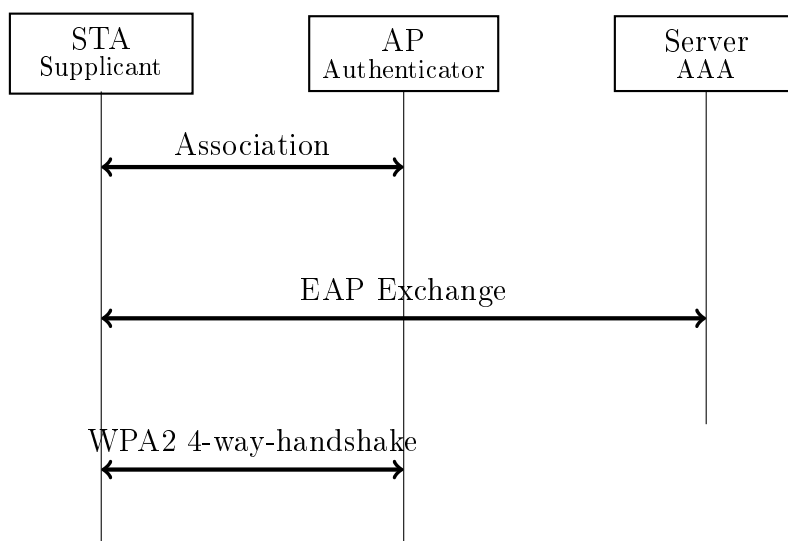 STA
Supplicant
AP
Authenticator
Server
AAA
Association
EAP Exchange
WPA2 4-way-handshake